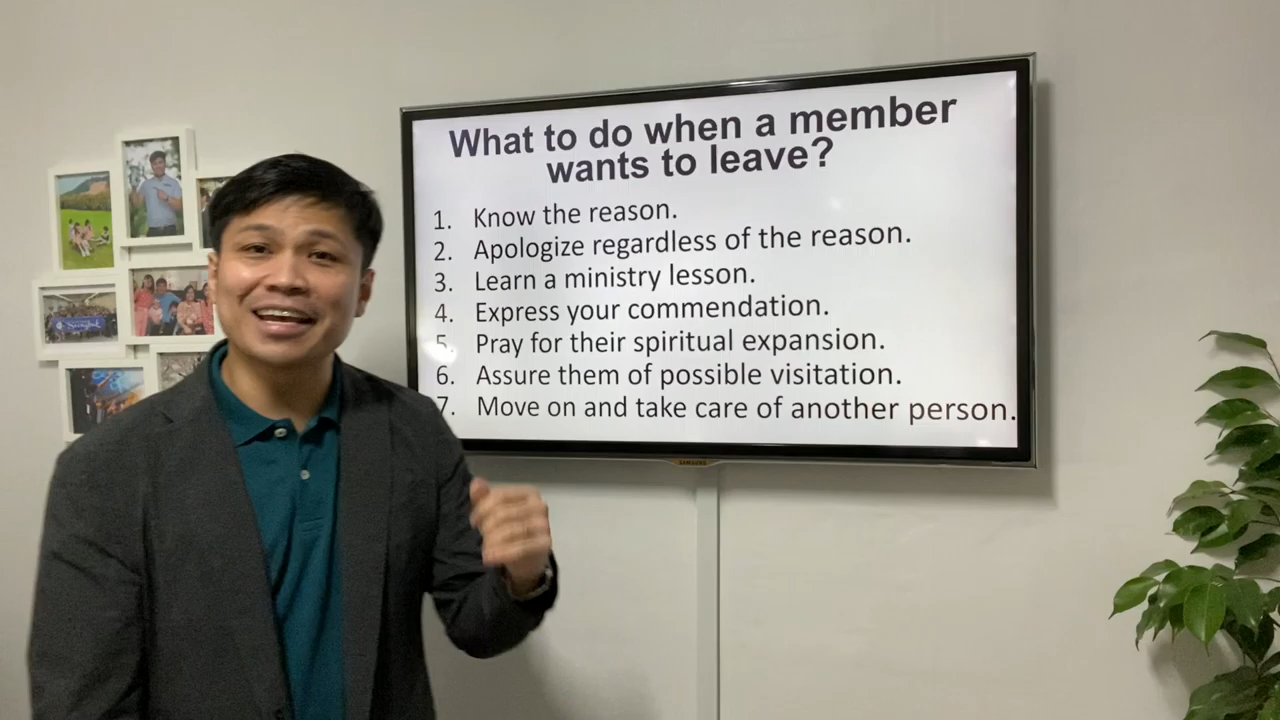 What to do when a member
wants to leave?
1. Know the reason.
2. Apologize regardless of the reason.
3. Learn a ministry lesson.
4. Express your commendation.
5. Pray for their spiritual expansion.
6. Assure them of possible visitation.
7. Move on and take care of another person.
SAMSUNG